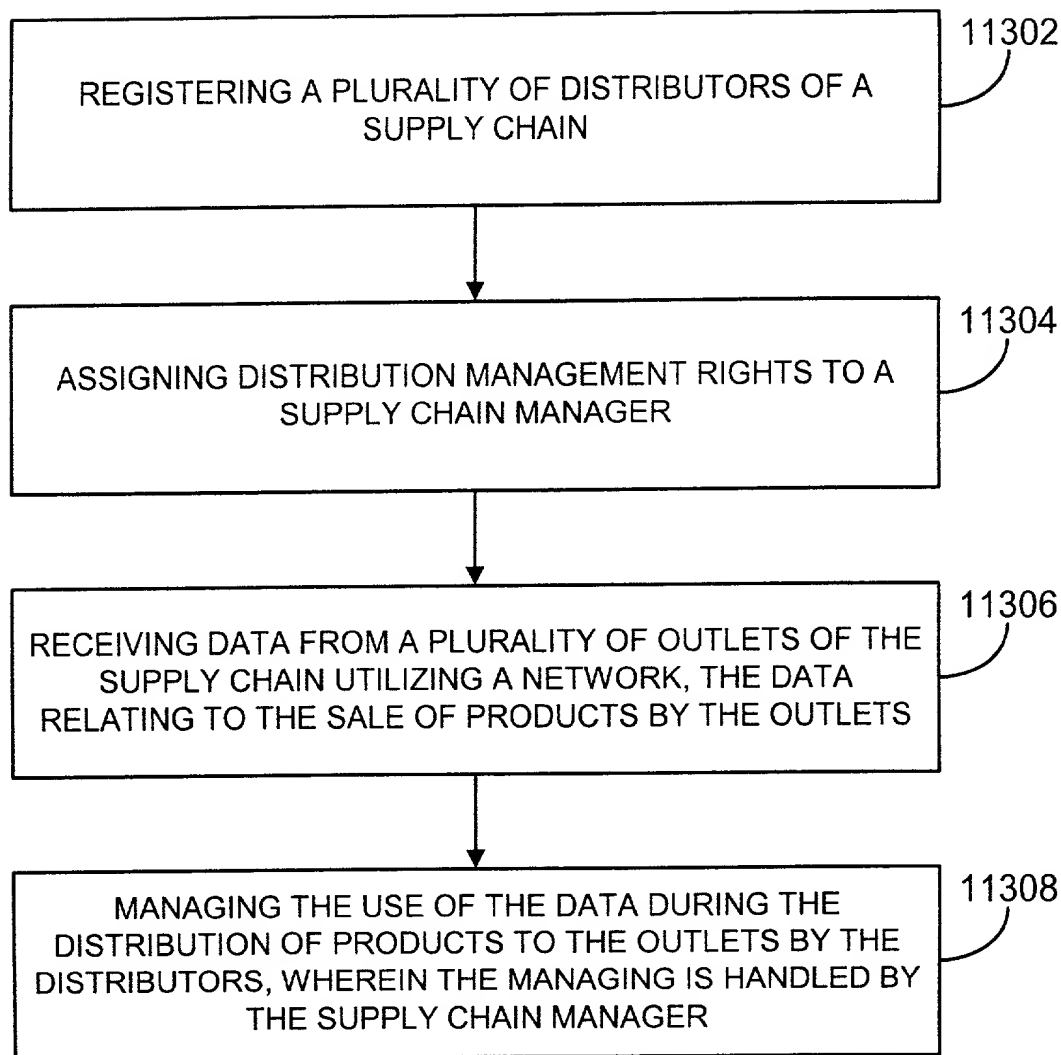 11302
REGISTERING A PLURALITY OF DISTRIBUTORS OF A
SUPPLY CHAIN
11304
ASSIGNING DISTRIBUTION MANAGEMENT RIGHTS TO A
SUPPLY CHAIN MANAGER
11306
RECEIVING DATA FROM A PLURALITY OF OUTLETS OF THE
SUPPLY CHAIN UTILIZING A NETWORK, THE DATA
RELATING TO THE SALE OF PRODUCTS BY THE OUTLETS
11308
MANAGING THE USE OF THE DATA DURING THE
DISTRIBUTION OF PRODUCTS TO THE OUTLETS BY THE
DISTRIBUTORS, WHEREIN THE MANAGING IS HANDLED BY
THE SUPPLY CHAIN MANAGER